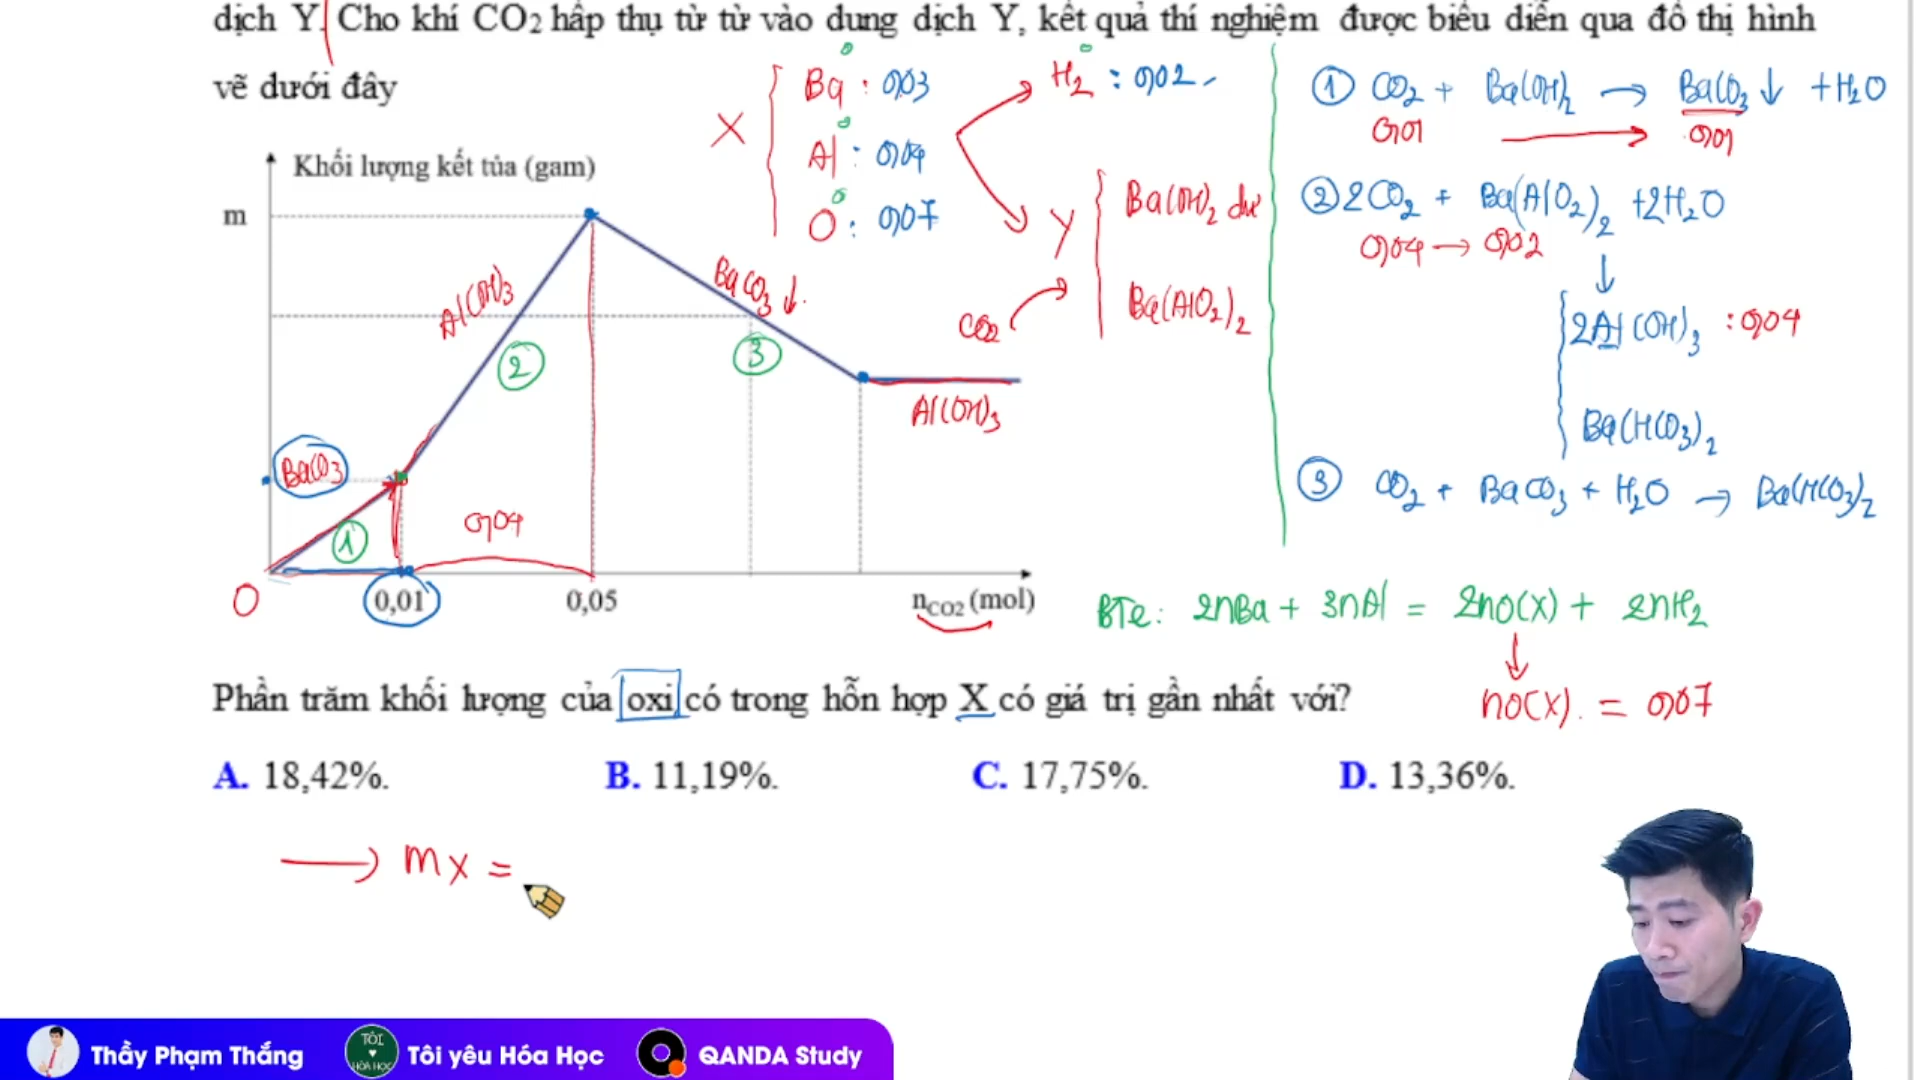 dịch Y. Cho khí CO2 hấp thụ từ từ vào dung dịch Y, kết quả thí nghiệm được biểu diễn qua đồ thị hình
vẽ dưới đây
X
Ba : 0,03
Al : 0,04
O : 0,07
H2 : 0,02
Y
Ba(OH)2 dư
Ba(AlO2)2
CO2
① CO2 + Ba(OH)2 → BaCO3↓ + H2O
0,01 → 0,01
② 2CO2 + Ba(AlO2)2 + 2H2O
0,04 → 0,02
↓
2Al(OH)3 : 0,04
Ba(HCO3)2
③ CO2 + BaCO3 + H2O → Ba(HCO3)2
Khối lượng kết tủa (gam)
m
Al(OH)3
BaCO3↓
②
③
Al(OH)3
BaCO3
①
0,04
O
0,01
0,05
nCO2 (mol)
BTe: 2nBa + 3nAl = 2nO(X) + 2nH2
↓
nO(X) = 0,07
Phần trăm khối lượng của oxi có trong hỗn hợp X có giá trị gần nhất với?
A. 18,42%. B. 11,19%. C. 17,75%. D. 13,36%.
→ mX =
TÔI
♥
HÓA HỌC
Thầy Phạm Thắng
Tôi yêu Hóa Học
QANDA Study